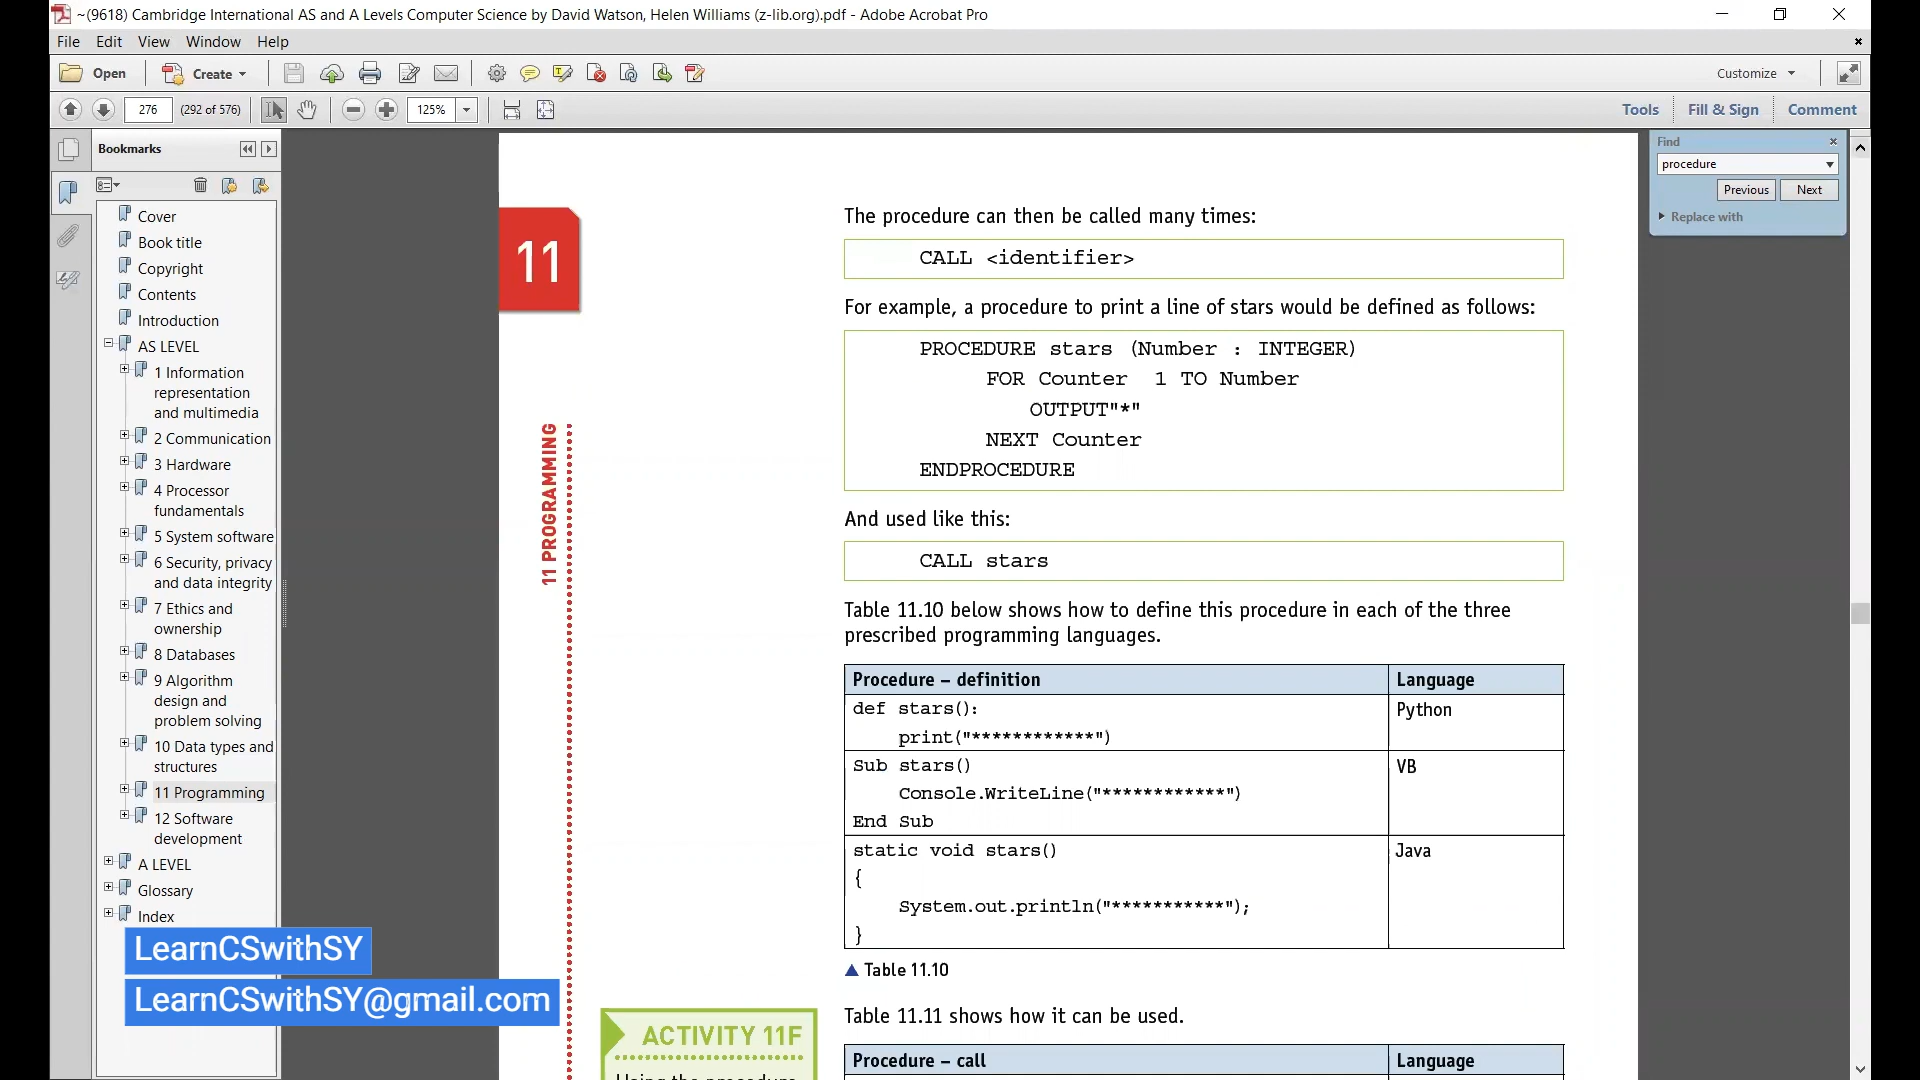 ~(9618) Cambridge International AS and A Levels Computer Science by David Watson, Helen Williams (z-lib.org).pdf - Adobe Acrobat Pro
File Edit View Window Help
Open Create Customize
276 (292 of 576) 125% Tools Fill & Sign Comment
Bookmarks
Cover
Book title
Copyright
Contents
Introduction
AS LEVEL
1 Information
representation
and multimedia
2 Communication
3 Hardware
4 Processor
fundamentals
5 System software
6 Security, privacy
and data integrity
7 Ethics and
ownership
8 Databases
9 Algorithm
design and
problem solving
10 Data types and
structures
11 Programming
12 Software
development
A LEVEL
Glossary
Index
LearnCSwithSY
LearnCSwithSY@gmail.com
11
11 PROGRAMMING
The procedure can then be called many times:
CALL <identifier>
For example, a procedure to print a line of stars would be defined as follows:
PROCEDURE stars (Number : INTEGER)
FOR Counter 1 TO Number
OUTPUT"*"
NEXT Counter
ENDPROCEDURE
And used like this:
CALL stars
Table 11.10 below shows how to define this procedure in each of the three
prescribed programming languages.
Procedure – definition Language
def stars(): Python
print("************")
Sub stars() VB
Console.WriteLine("************")
End Sub
static void stars() Java
{
System.out.println("***********");
}
▲ Table 11.10
Table 11.11 shows how it can be used.
Procedure – call Language
ACTIVITY 11F
Using the procedure
Find
procedure
Previous Next
Replace with